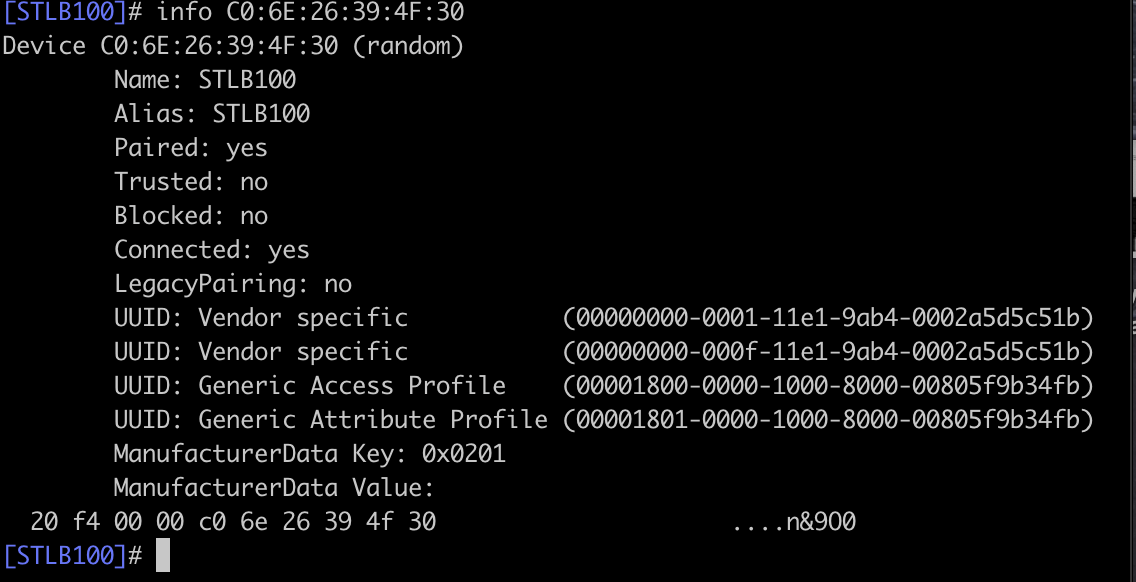 [STLB100]# info C0:6E:26:39:4F:30
Device C0:6E:26:39:4F:30 (random)
Name: STLB100
Alias: STLB100
Paired: yes
Trusted: no
Blocked: no
Connected: yes
LegacyPairing: no
UUID: Vendor specific (00000000-0001-11e1-9ab4-0002a5d5c51b)
UUID: Vendor specific (00000000-000f-11e1-9ab4-0002a5d5c51b)
UUID: Generic Access Profile (00001800-0000-1000-8000-00805f9b34fb)
UUID: Generic Attribute Profile (00001801-0000-1000-8000-00805f9b34fb)
ManufacturerData Key: 0x0201
ManufacturerData Value:
20 f4 00 00 c0 6e 26 39 4f 30 ....n&9O0
[STLB100]#